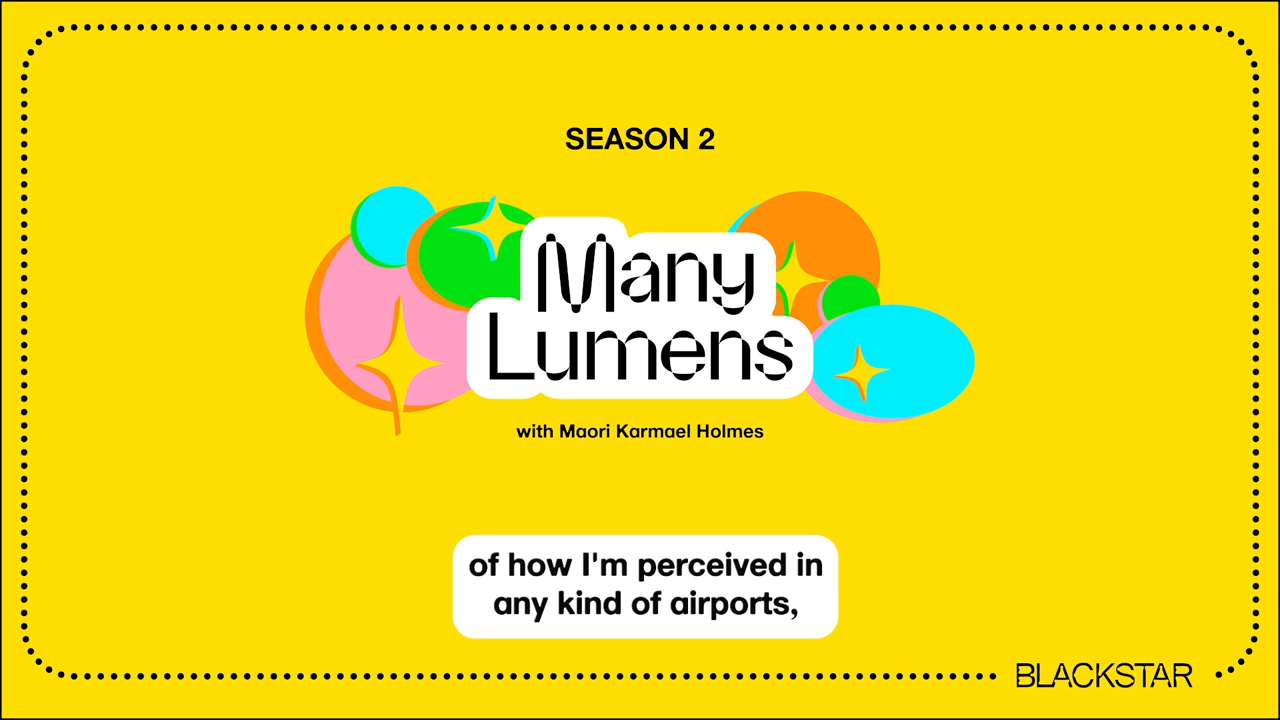 SEASON 2
Many
Lumens
with Maori Karmael Holmes
of how I'm perceived in
any kind of airports,
BLACKSTAR